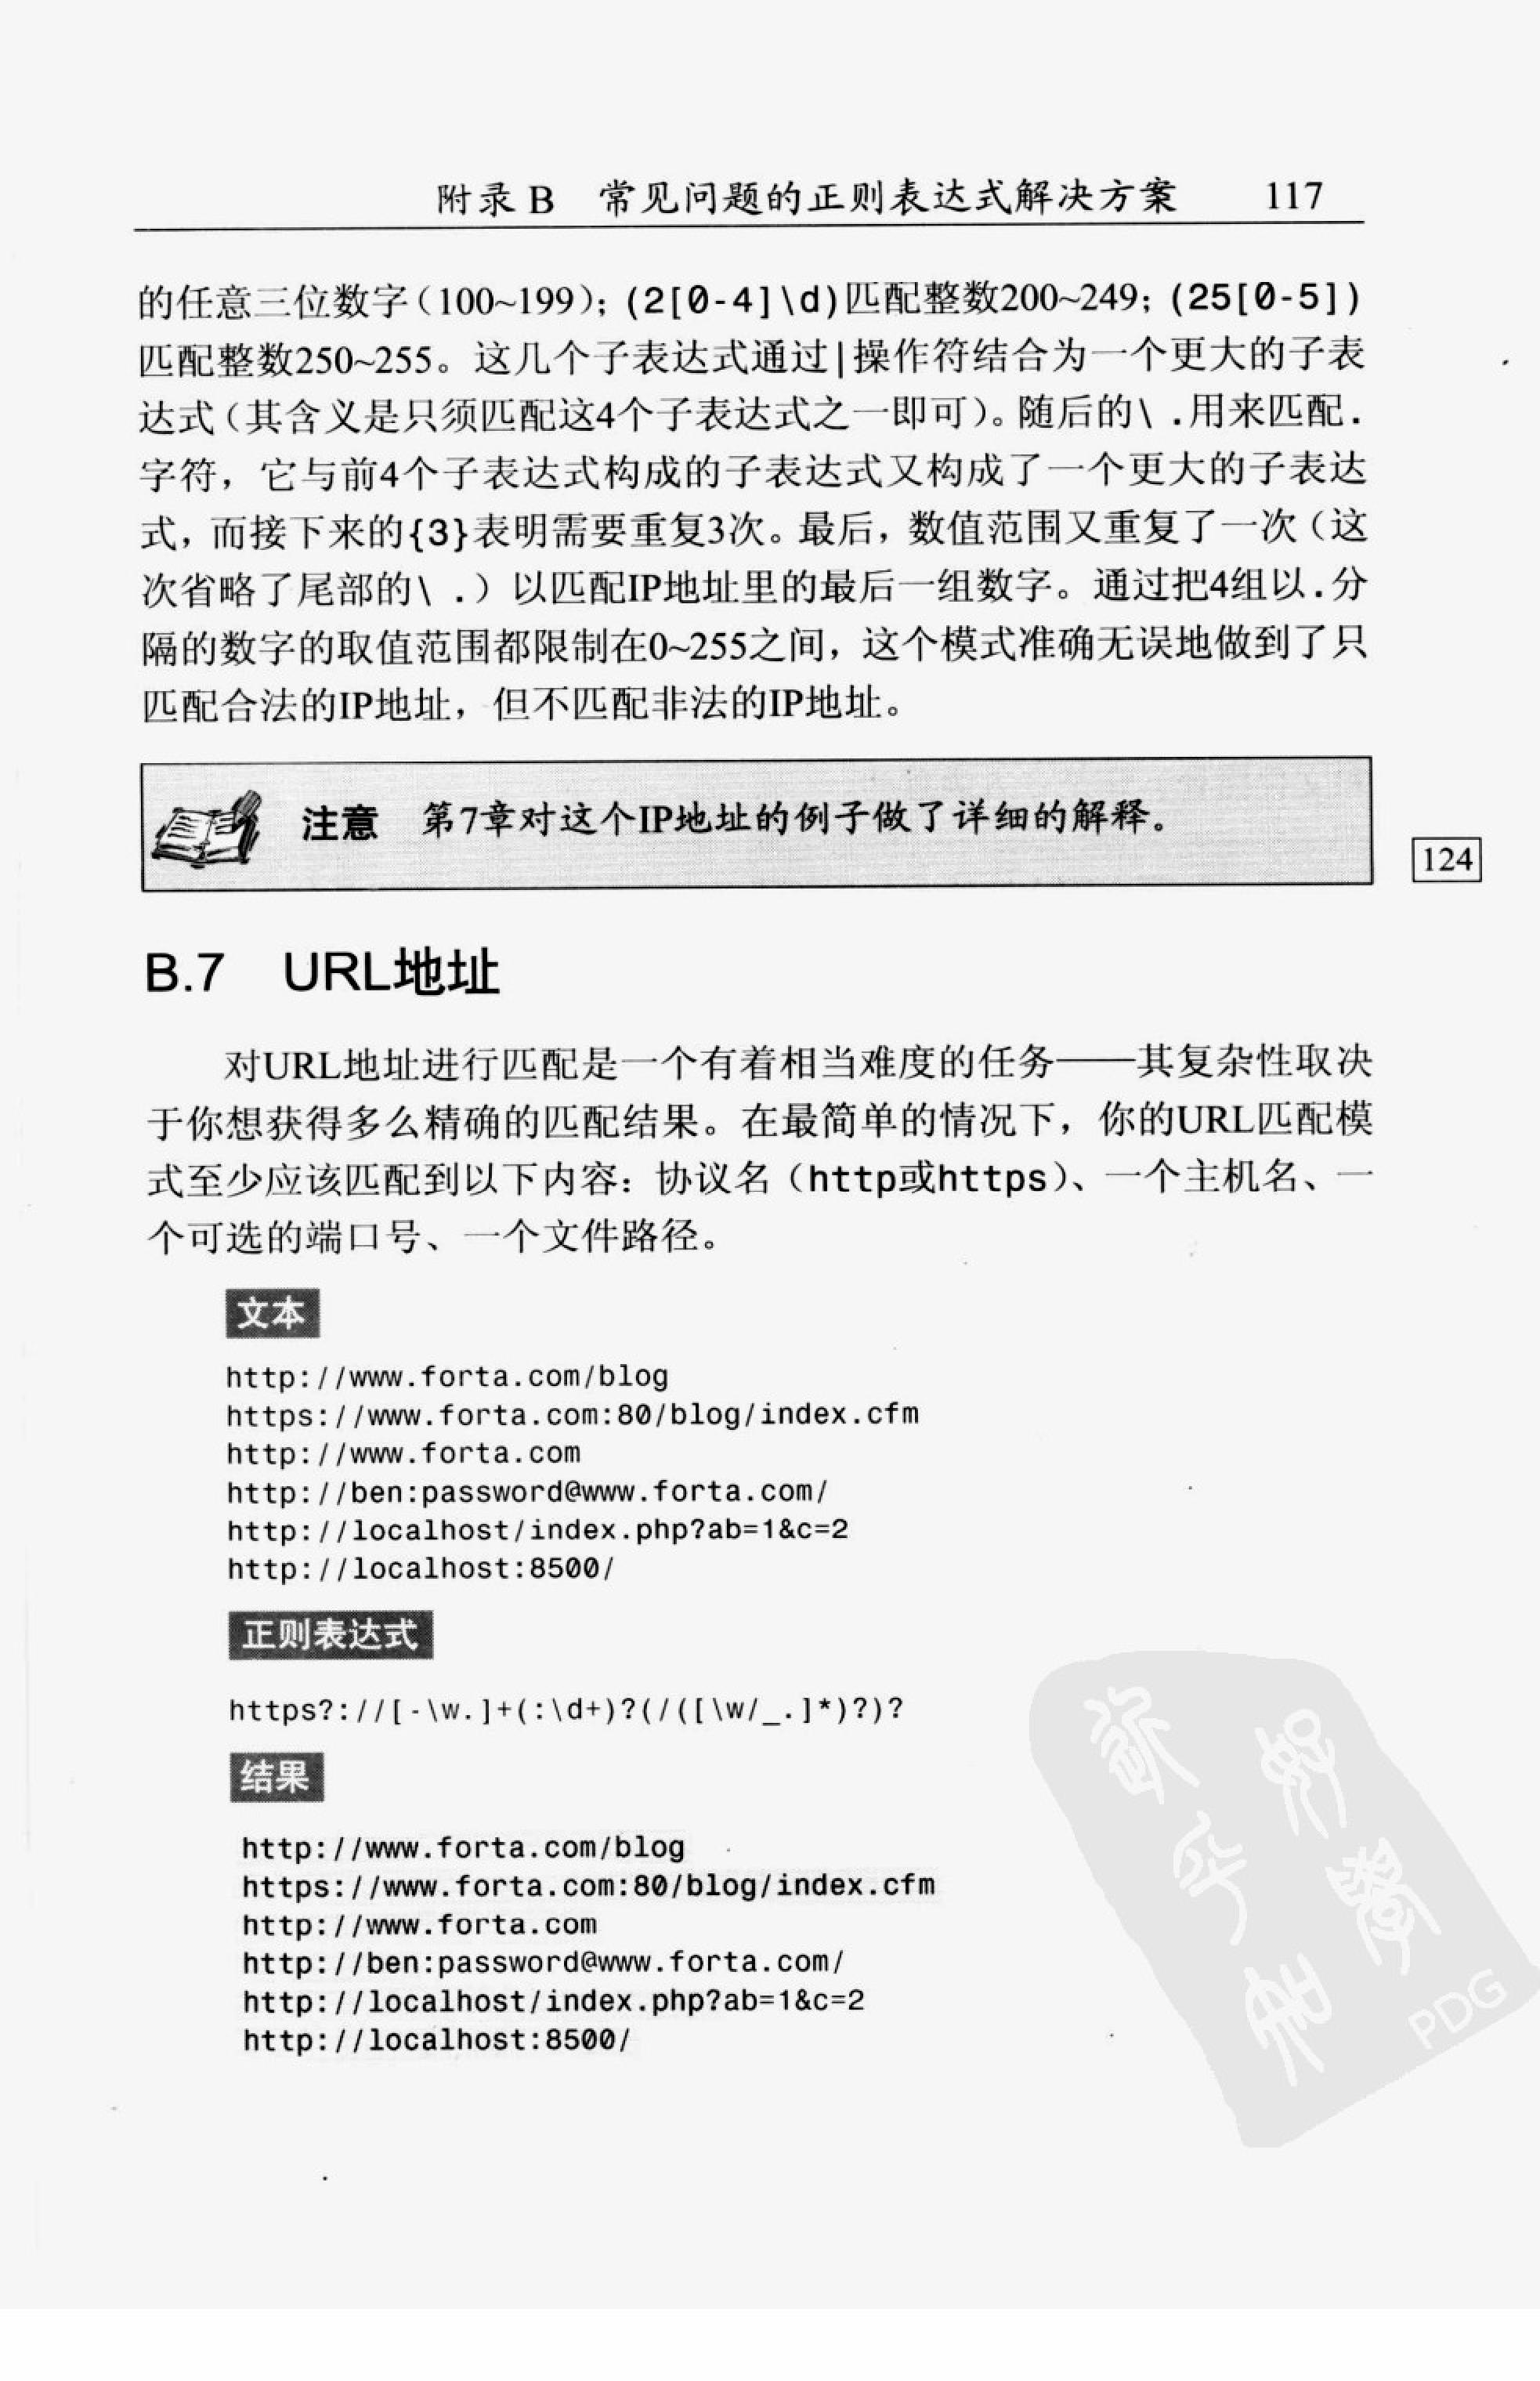 附录 B 常见问题的正则表达式解决方案 117
的任意三位数字（100~199）；(2[0-4]\d)匹配整数200~249；(25[0-5])
匹配整数250~255。这几个子表达式通过|操作符结合为一个更大的子表
达式（其含义是只须匹配这4个子表达式之一即可）。随后的\ .用来匹配.
字符，它与前4个子表达式构成的子表达式又构成了一个更大的子表达
式，而接下来的{3}表明需要重复3次。最后，数值范围又重复了一次（这
次省略了尾部的\ .）以匹配IP地址里的最后一组数字。通过把4组以.分
隔的数字的取值范围都限制在0~255之间，这个模式准确无误地做到了只
匹配合法的IP地址，但不匹配非法的IP地址。
注意 第7章对这个IP地址的例子做了详细的解释。
124
B.7 URL地址
对URL地址进行匹配是一个有着相当难度的任务——其复杂性取决
于你想获得多么精确的匹配结果。在最简单的情况下，你的URL匹配模
式至少应该匹配到以下内容：协议名（http或https）、一个主机名、一
个可选的端口号、一个文件路径。
文本
http://www.forta.com/blog
https://www.forta.com:80/blog/index.cfm
http://www.forta.com
http://ben:password@www.forta.com/
http://localhost/index.php?ab=1&c=2
http://localhost:8500/
正则表达式
https?://[-\w.]+(:\d+)?(/([\w/_.]*)?)?
结果
http://www.forta.com/blog
https://www.forta.com:80/blog/index.cfm
http://www.forta.com
http://ben:password@www.forta.com/
http://localhost/index.php?ab=1&c=2
http://localhost:8500/
PDG